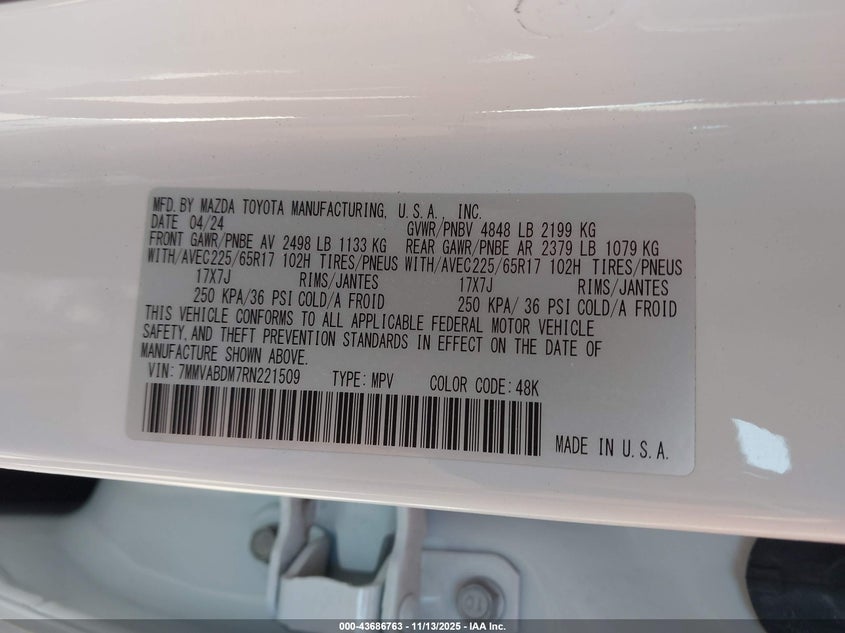 MFD. BY MAZDA TOYOTA MANUFACTURING, U.S.A., INC.
DATE 04/24 GVWR/PNBV 4848 LB 2199 KG
FRONT GAWR/PNBE AV 2498 LB 1133 KG REAR GAWR/PNBE AR 2379 LB 1079 KG
WITH/AVEC225/65R17 102H TIRES/PNEUS WITH/AVEC225/65R17 102H TIRES/PNEUS
17X7J RIMS/JANTES 17X7J RIMS/JANTES
250 KPA/36 PSI COLD/A FROID 250 KPA/ 36 PSI COLD/A FROID
THIS VEHICLE CONFORMS TO ALL APPLICABLE FEDERAL MOTOR VEHICLE
SAFETY, AND THEFT PREVENTION STANDARDS IN EFFECT ON THE DATE OF
MANUFACTURE SHOWN ABOVE.
VIN: 7MMVABDM7RN221509 TYPE: MPV COLOR CODE: 48K
MADE IN U.S.A.
000-43686763 - 11/13/2025 - IAA Inc.